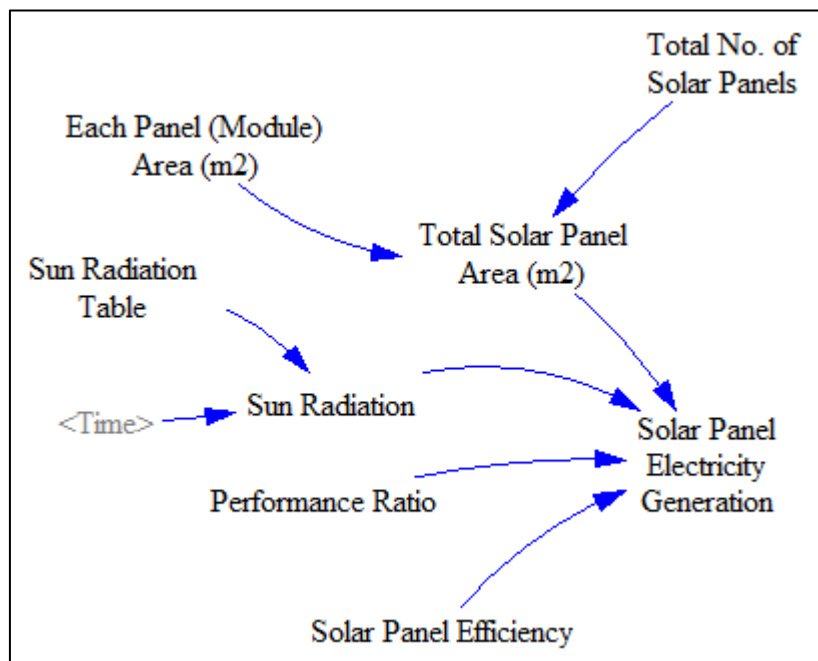 Total No. of
Solar Panels
Each Panel (Module)
Area (m2)
Total Solar Panel
Area (m2)
Sun Radiation
Table
<Time>
Sun Radiation
Solar Panel
Electricity
Generation
Performance Ratio
Solar Panel Efficiency